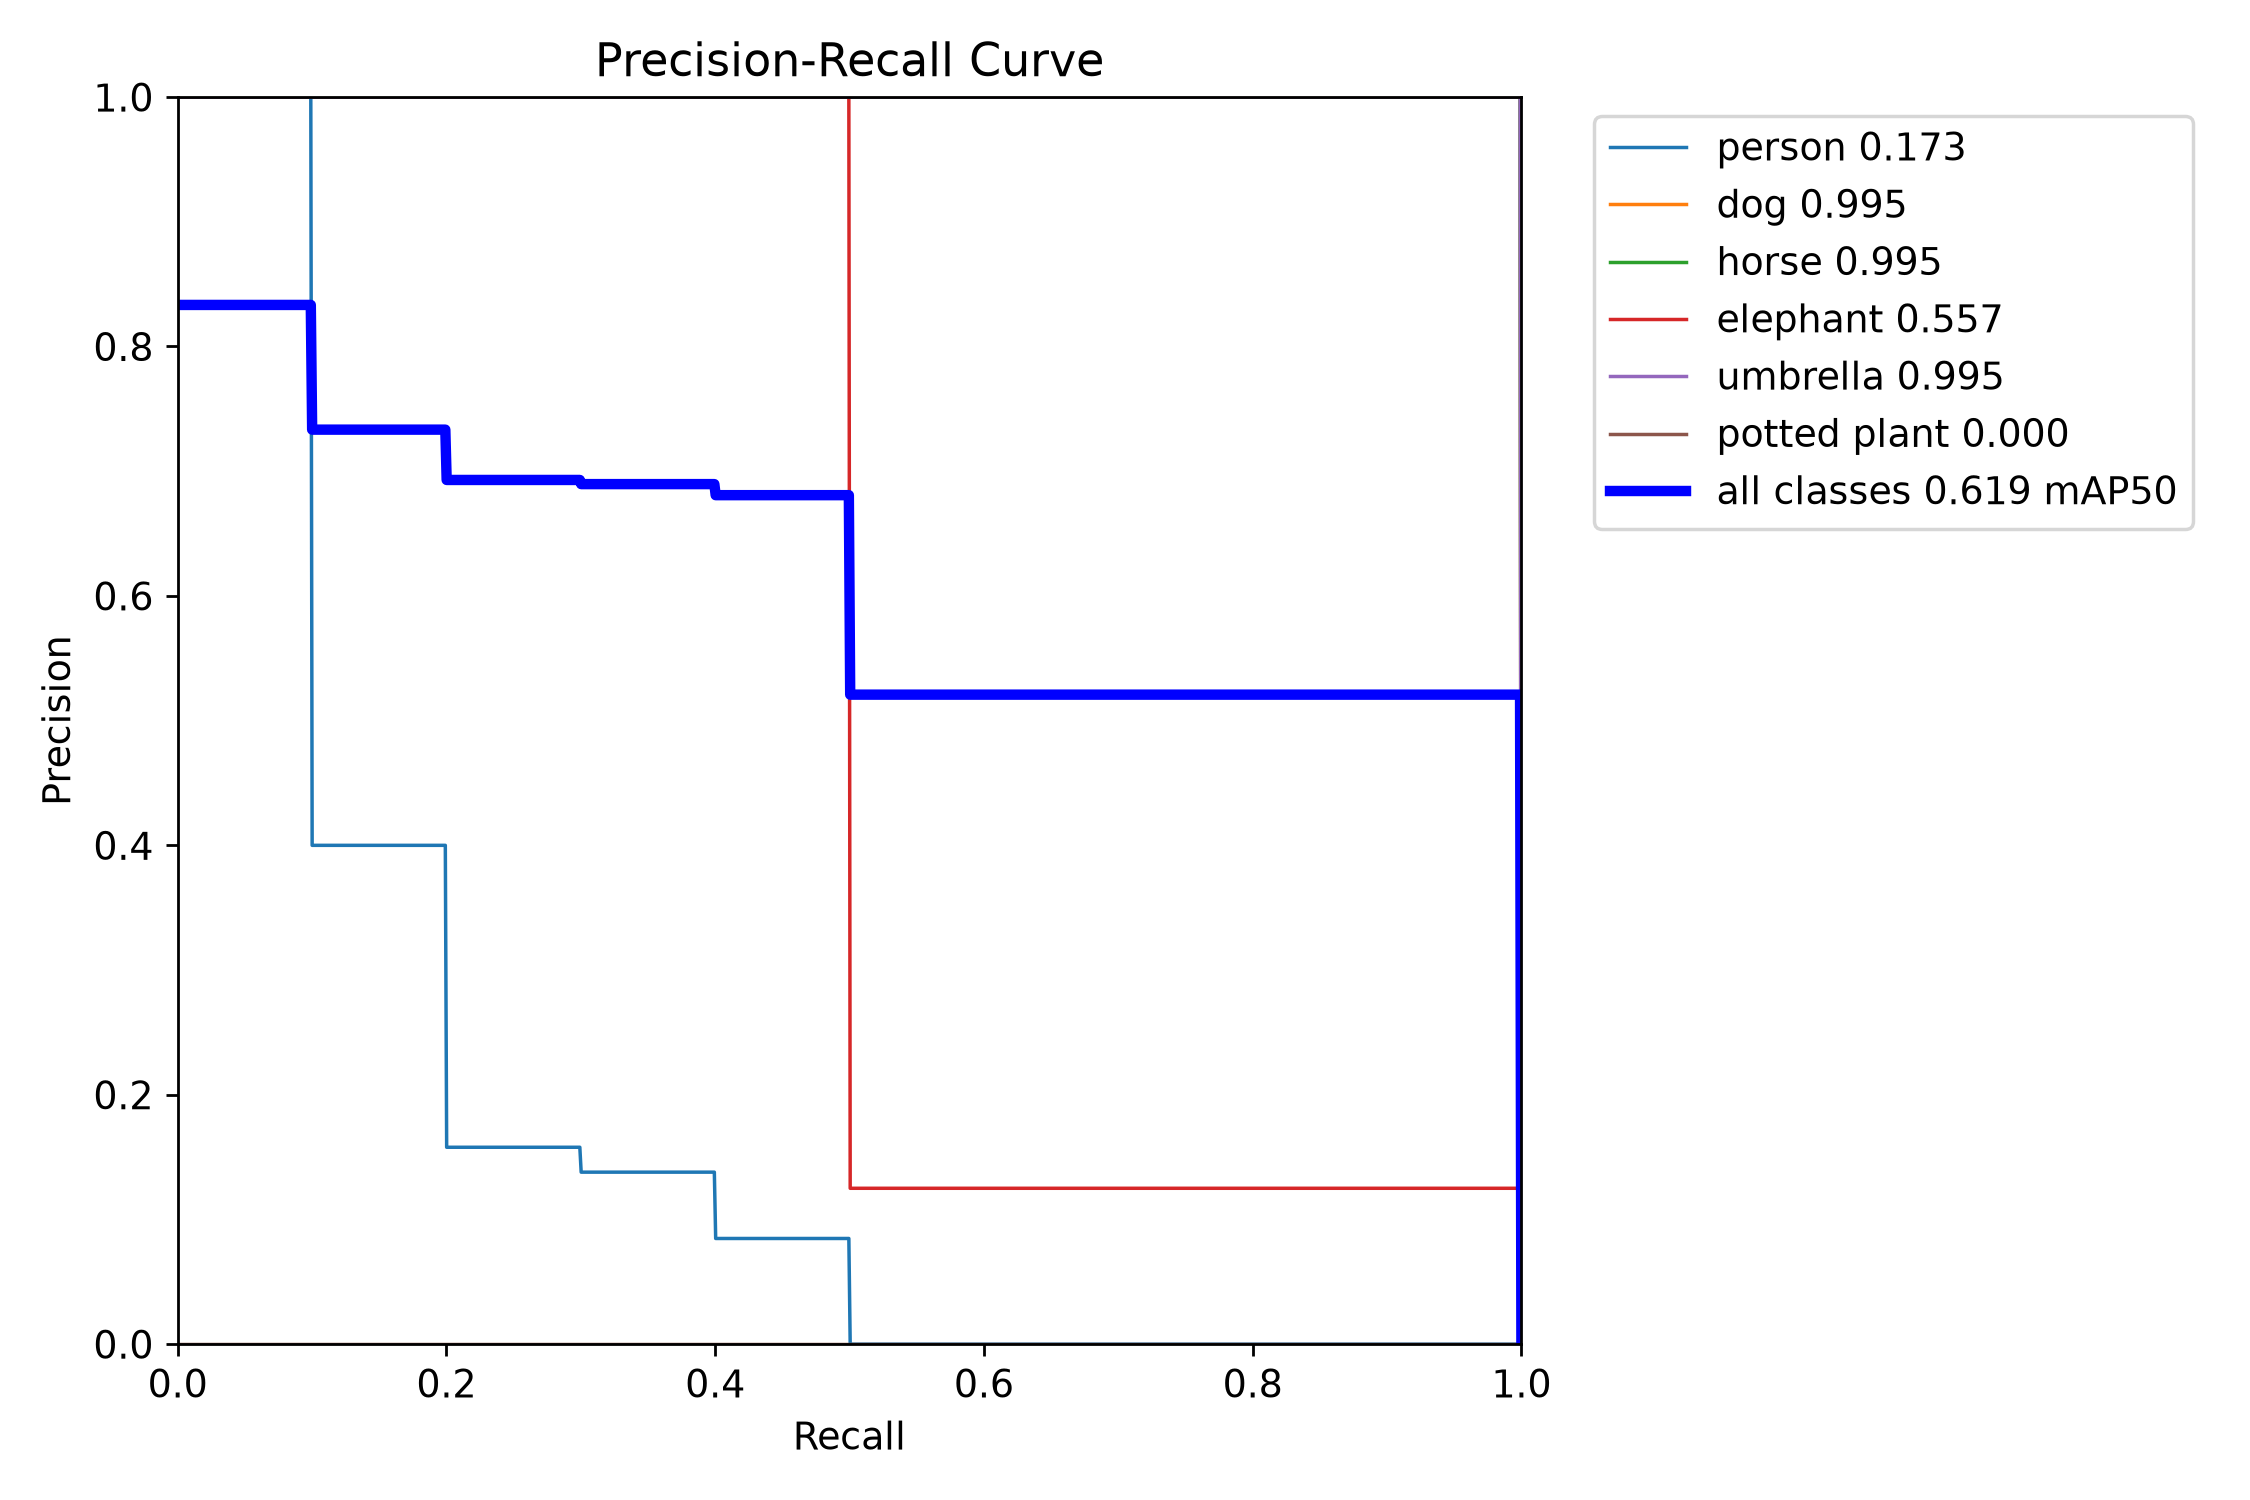 Precision-Recall Curve
1.0
0.8
0.6
0.4
0.2
0.0
Precision
0.0 0.2 0.4 0.6 0.8 1.0
Recall
person 0.173
dog 0.995
horse 0.995
elephant 0.557
umbrella 0.995
potted plant 0.000
all classes 0.619 mAP50